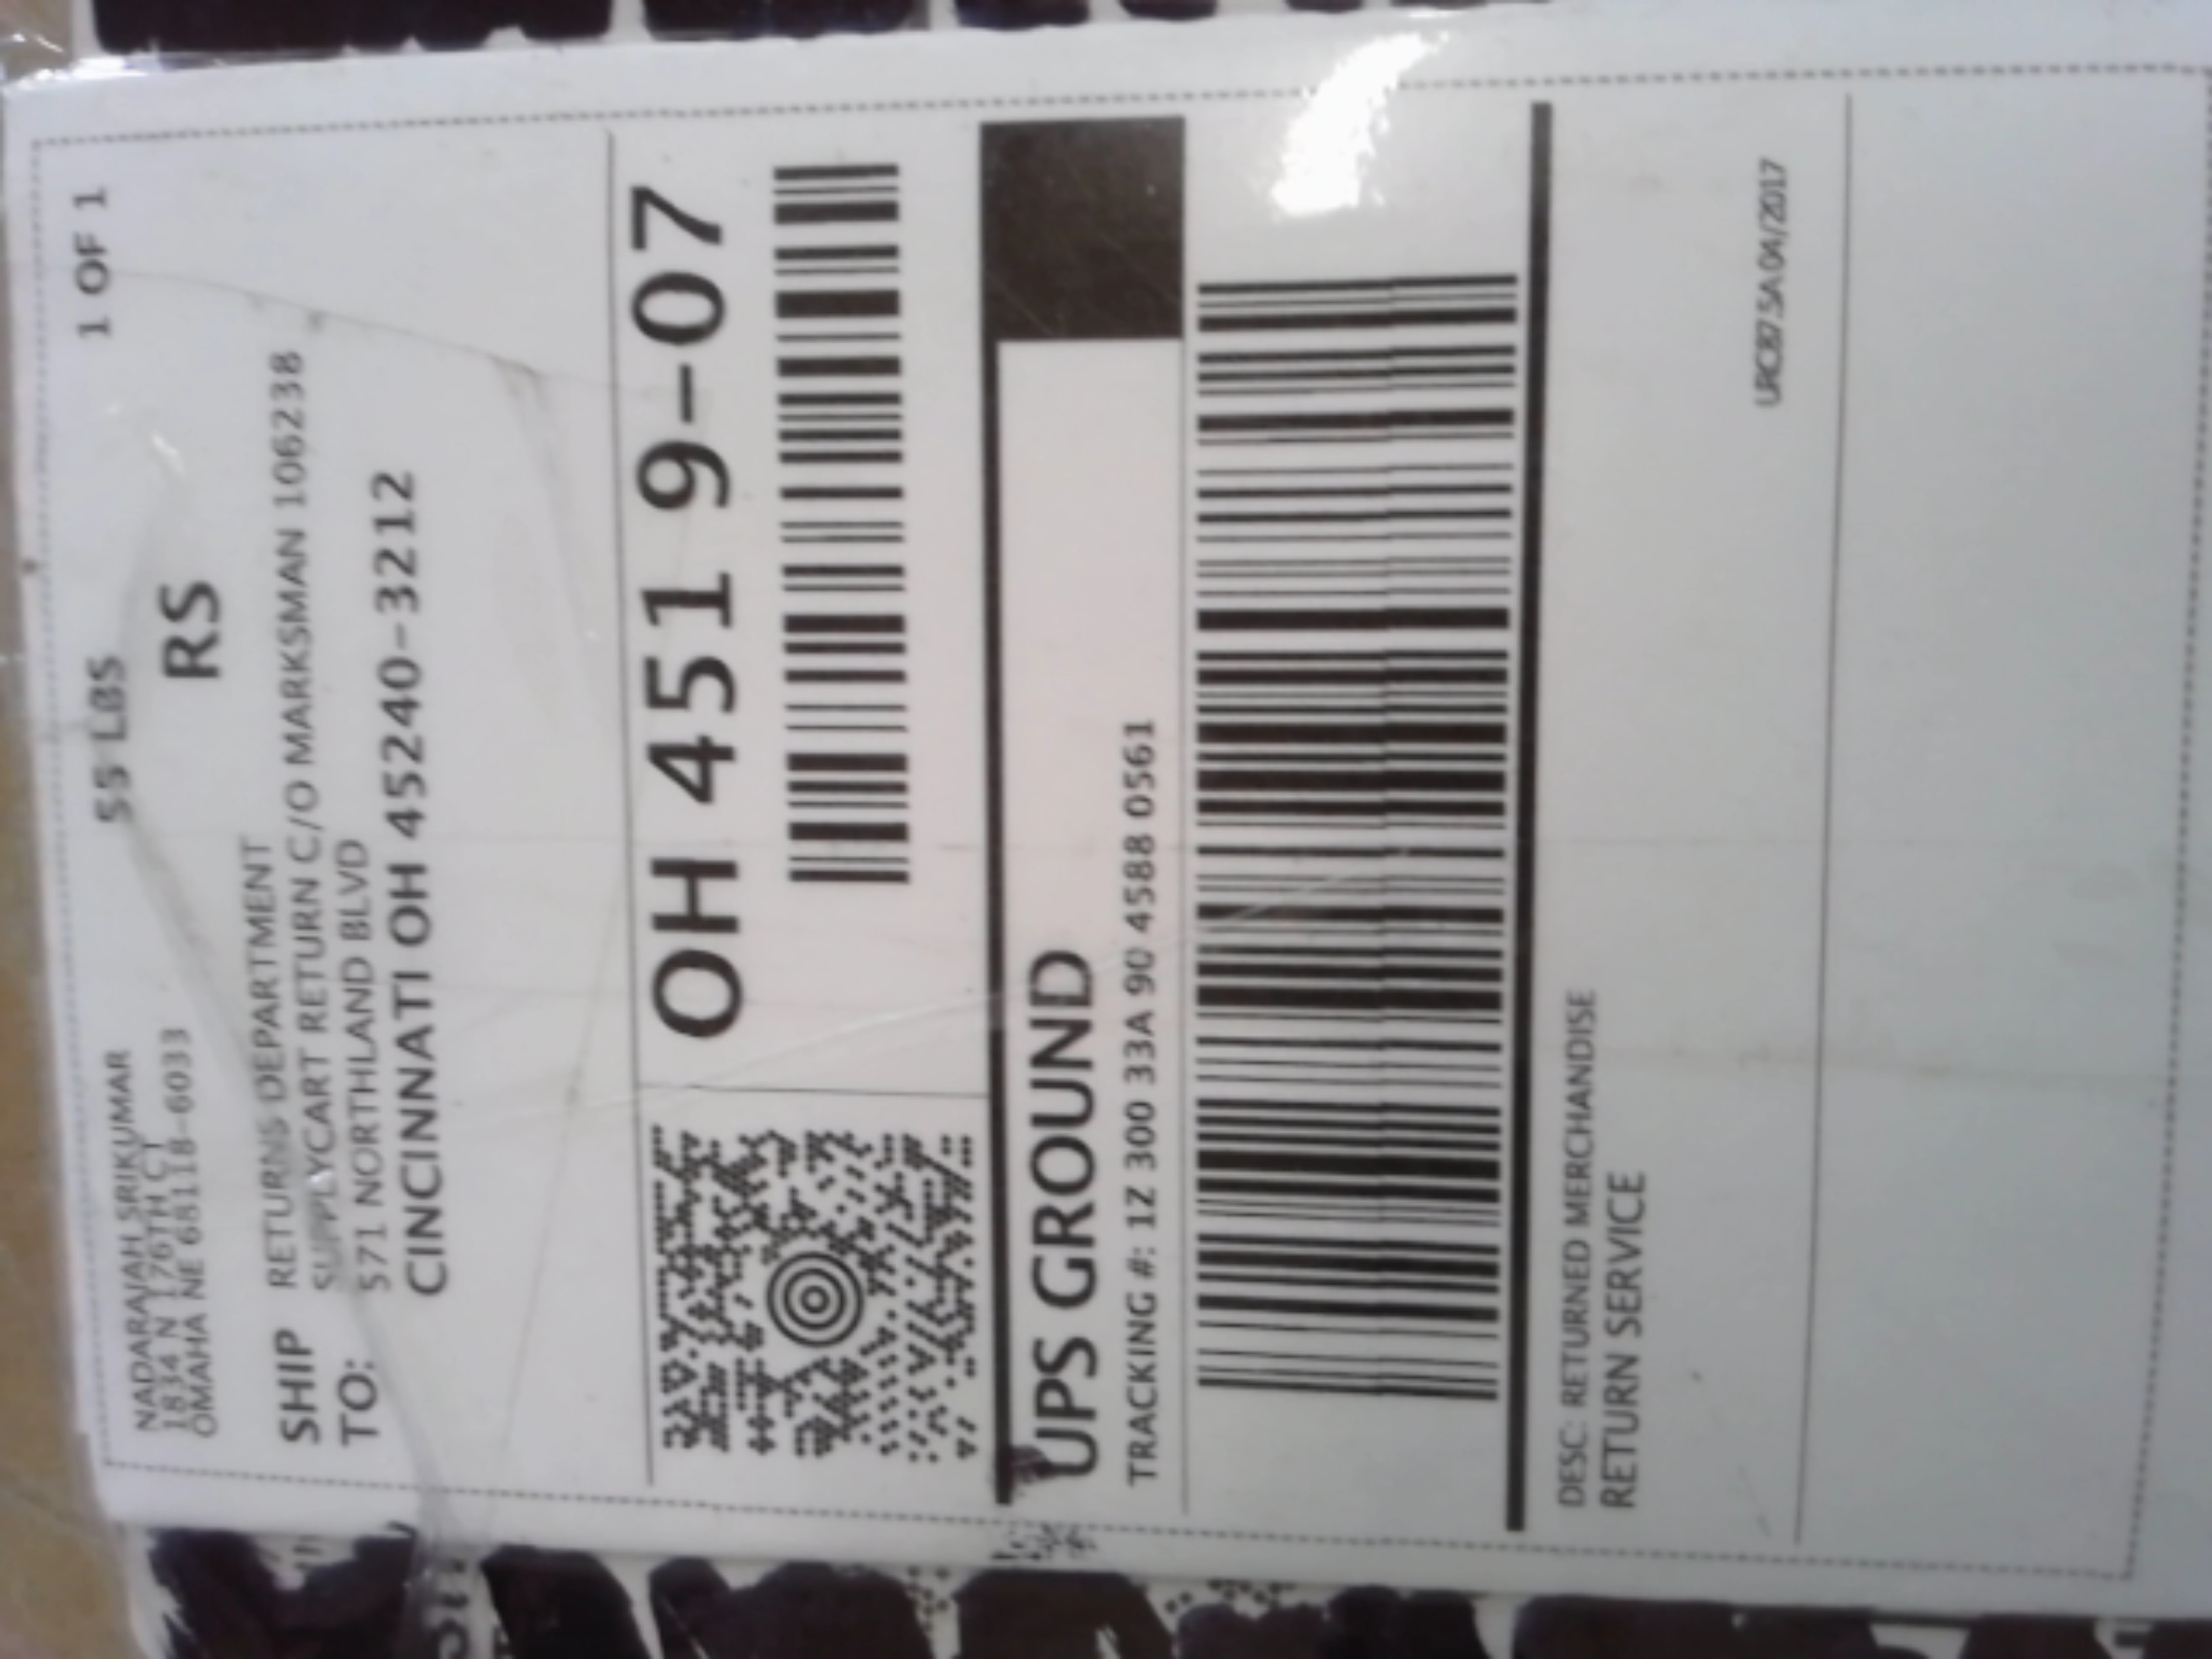 NADARAJAH SRIKUMAR
1834 N 176TH CT
OMAHA NE 68118-6033
55 LBS
1 OF 1
RS
SHIP TO:
RETURNS DEPARTMENT
SUPPLYCART RETURN C/O MARKSMAN 106238
571 NORTHLAND BLVD
CINCINNATI OH 45240-3212
OH 451 9-07
UPS GROUND
TRACKING #: 1Z 300 33A 90 4588 0561
DESC: RETURNED MERCHANDISE
RETURN SERVICE
URC87.5A 04/2017